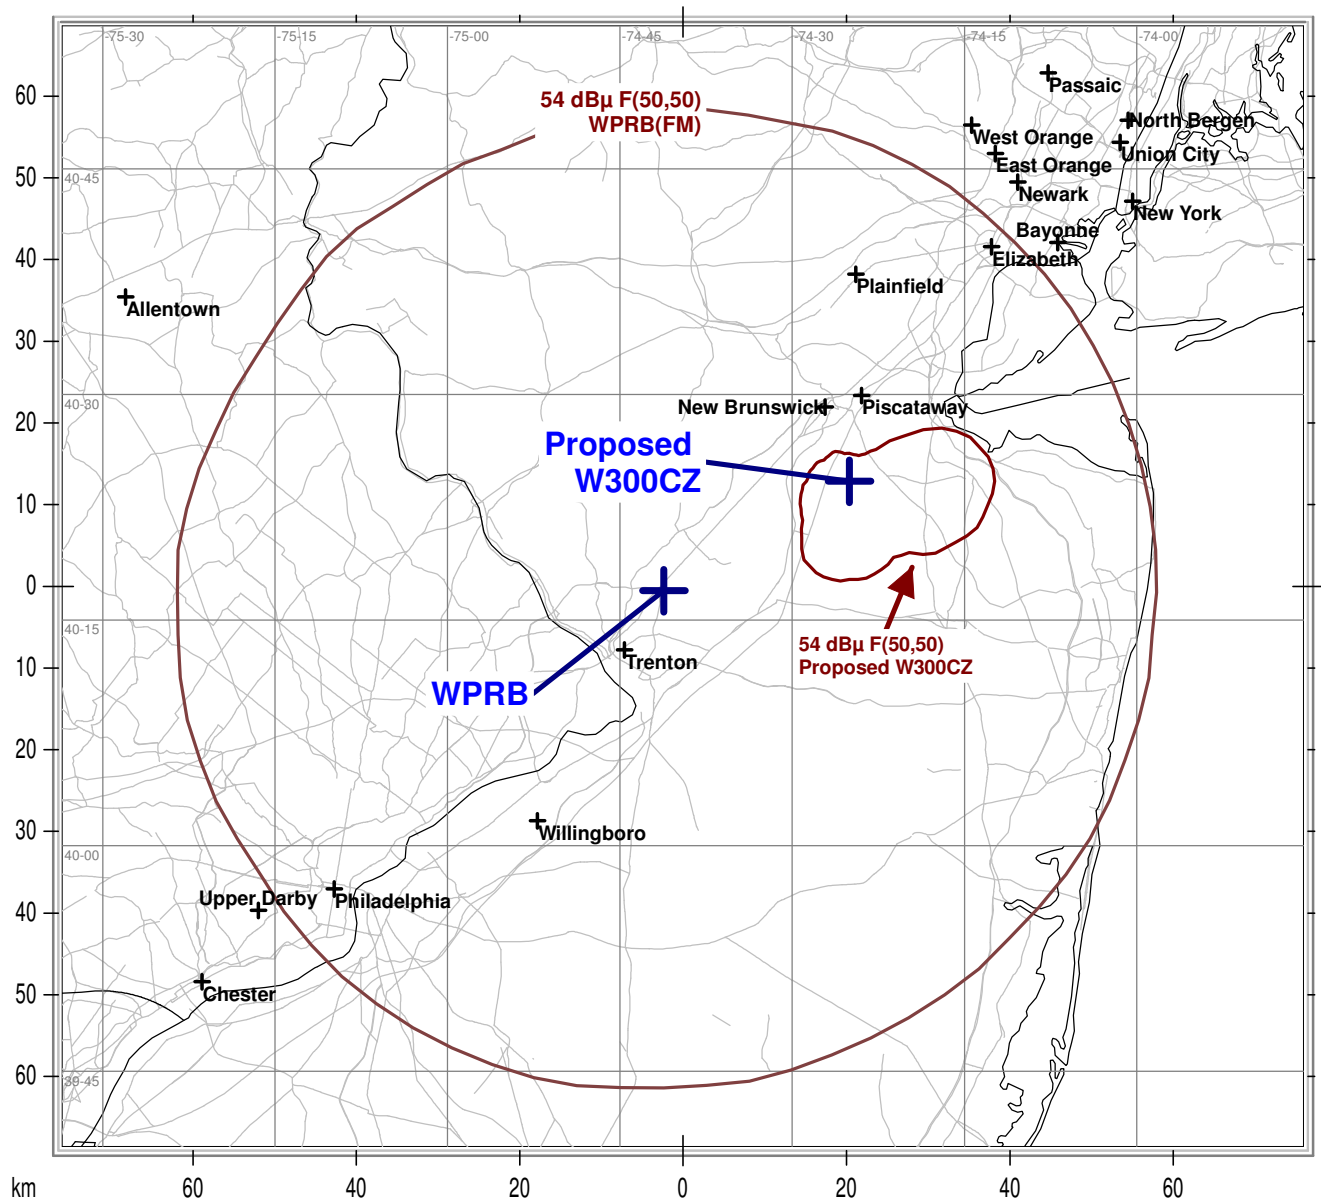 -75-30
-75-15
-75-00
-74-45
-74-30
-74-15
-74-00
Passaic
60
54 dBµ F(50,50)
WPRB(FM)
North Bergen
West Orange
Union City
East Orange
40-45
50
Newark
New York
Bayonne
40
Elizabeth
Plainfield
Allentown
30
40-30
New Brunswick
Piscataway
20
Proposed
W300CZ
10
0
40-15
54 dBµ F(50,50)
Proposed W300CZ
Trenton
10
WPRB
20
30
Willingboro
40-00
Upper Darby
Philadelphia
40
50
Chester
60
39-45
km
60
40
20
0
20
40
60